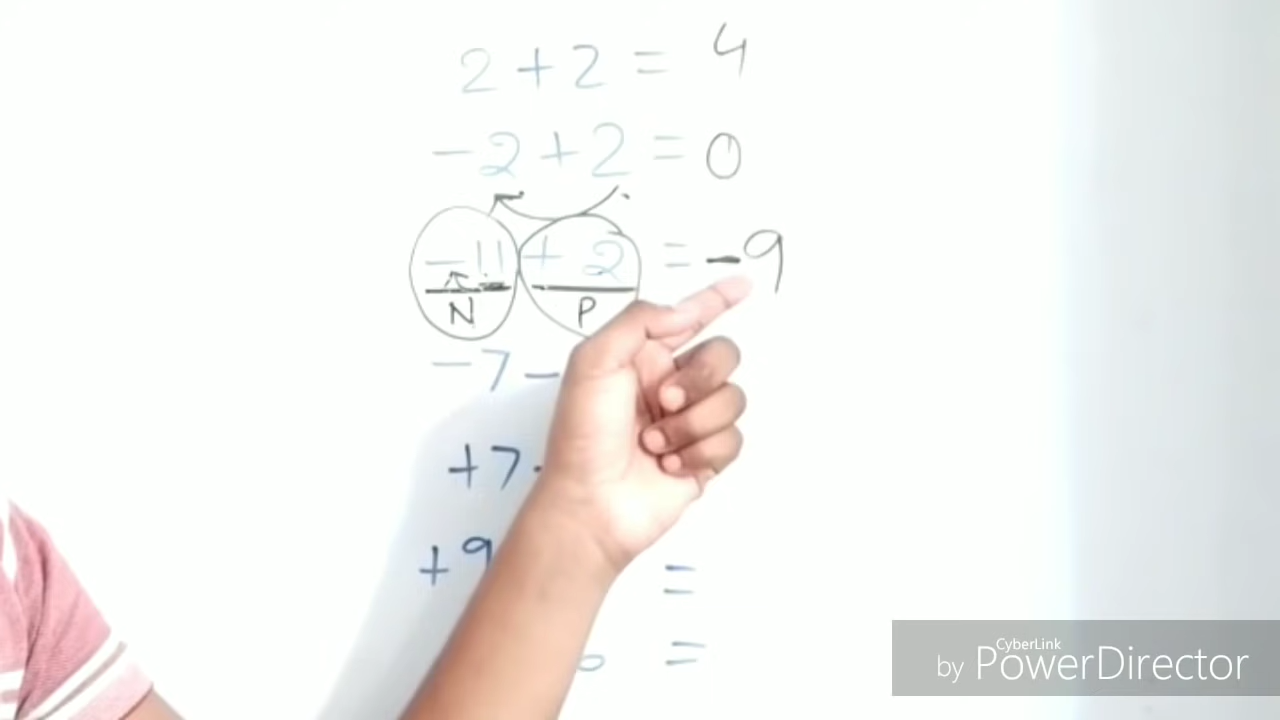 2 + 2 = 4
-2 + 2 = 0
-11 + 2 = -9
N P
-7 -
+7 -
+9 =
=
CyberLink
by PowerDirector